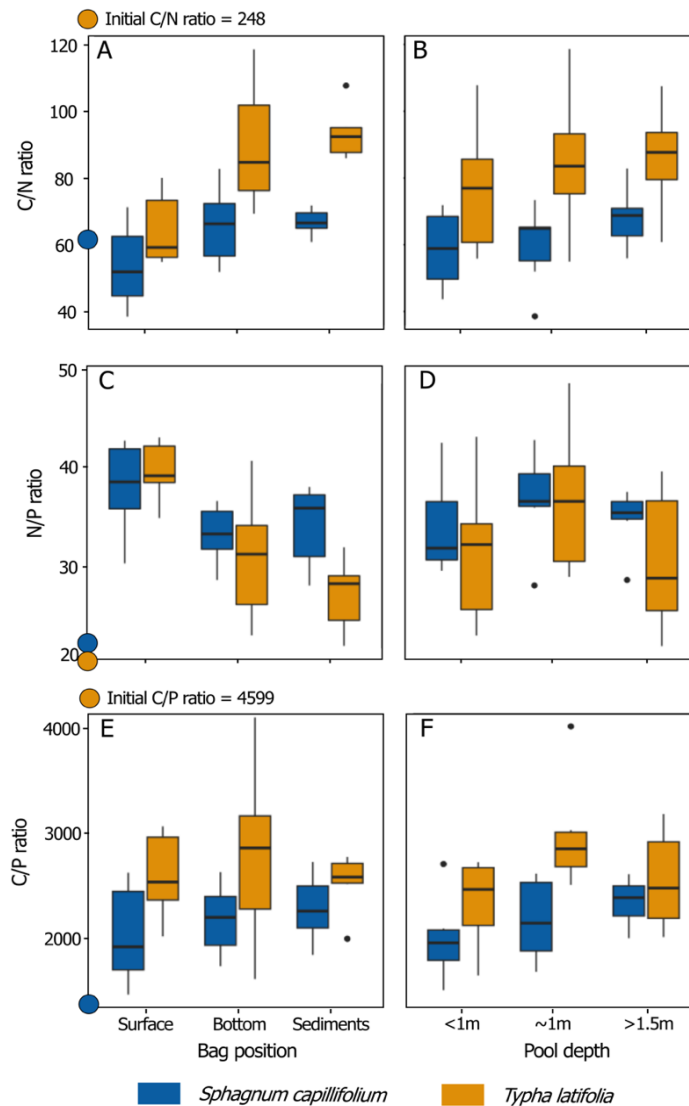 Initial C/N ratio = 248
A
B
C/N ratio
120
100
80
60
40
C
D
N/P ratio
50
40
30
20
Initial C/P ratio = 4599
E
F
C/P ratio
4000
3000
2000
Surface Bottom Sediments
<1m ~1m >1.5m
Bag position
Pool depth
Sphagnum capillifolium
Typha latifolia